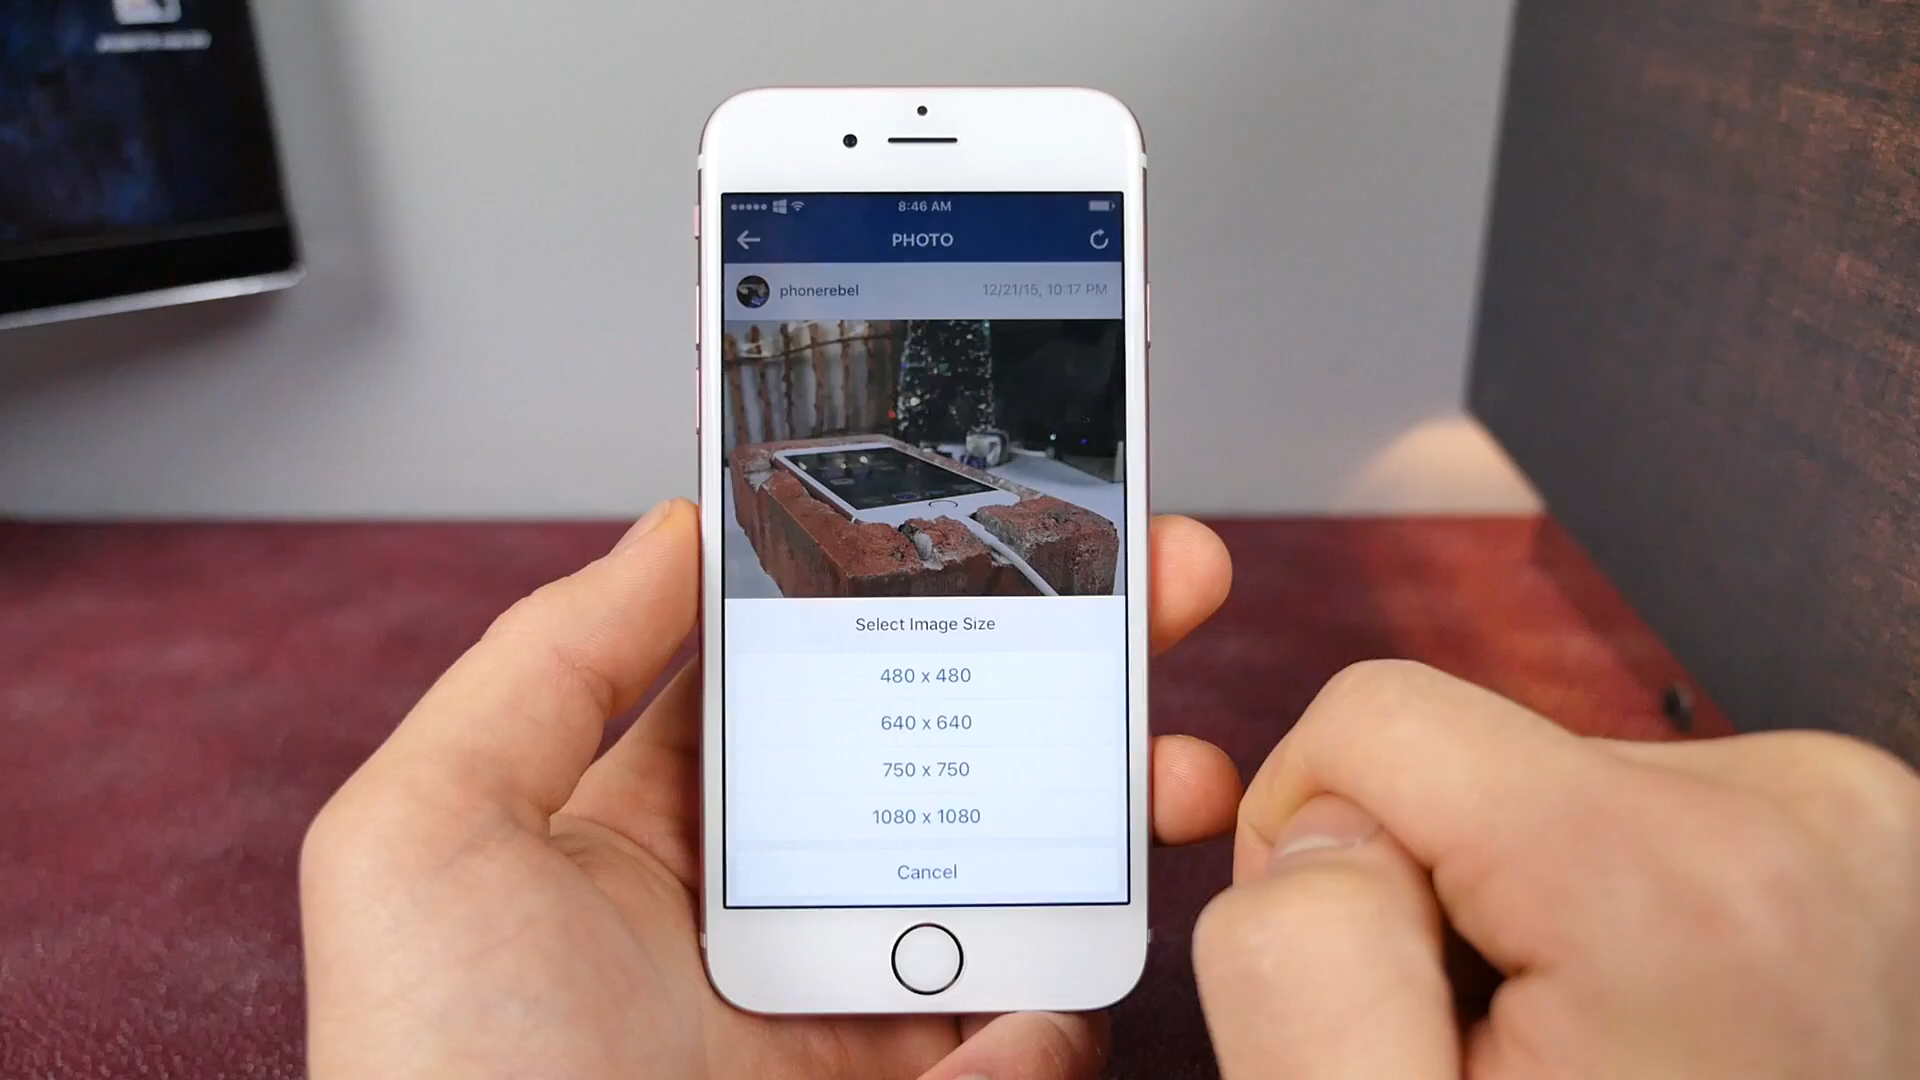 8:46 AM
PHOTO
phonerebel 12/21/15, 10:17 PM
Select Image Size
480 x 480
640 x 640
750 x 750
1080 x 1080
Cancel